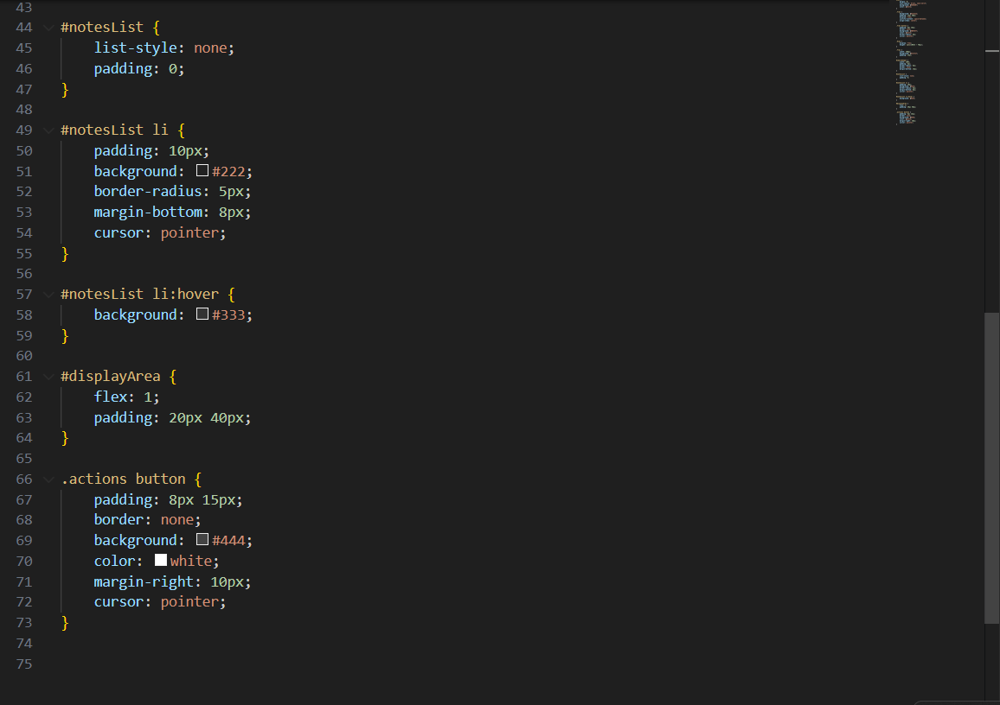 43
44 #notesList {
45     list-style: none;
46     padding: 0;
47 }
48
49 #notesList li {
50     padding: 10px;
51     background: #222;
52     border-radius: 5px;
53     margin-bottom: 8px;
54     cursor: pointer;
55 }
56
57 #notesList li:hover {
58     background: #333;
59 }
60
61 #displayArea {
62     flex: 1;
63     padding: 20px 40px;
64 }
65
66 .actions button {
67     padding: 8px 15px;
68     border: none;
69     background: #444;
70     color: white;
71     margin-right: 10px;
72     cursor: pointer;
73 }
74
75